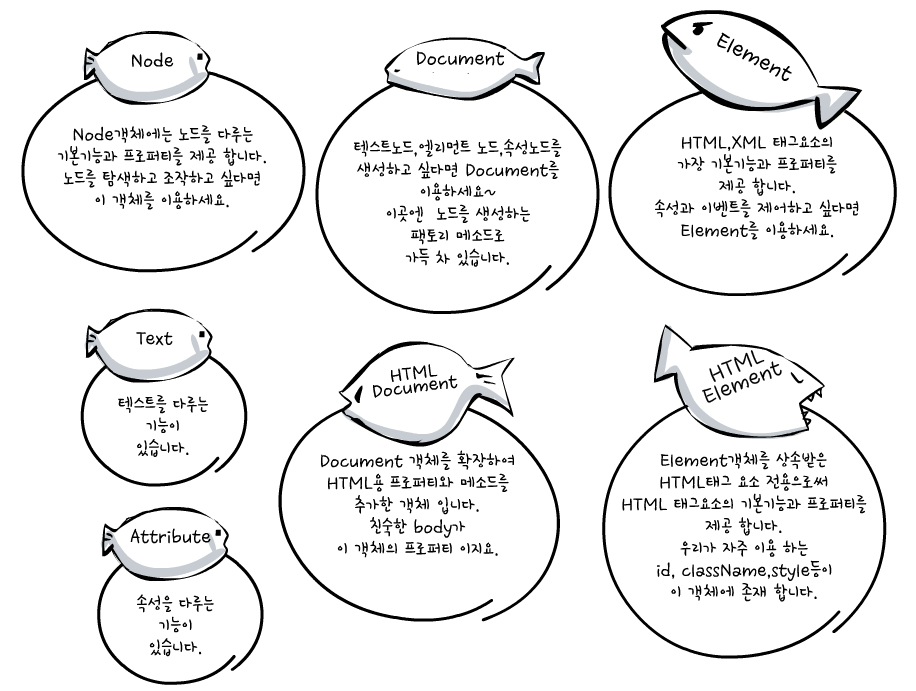 Node
Node객체에는 노드를 다루는
기본기능과 프로퍼티를 제공 합니다.
노드를 탐색하고 조작하고 싶다면
이 객체를 이용하세요.
Document
텍스트노드,엘리먼트 노드,속성노드를
생성하고 싶다면 Document를
이용하세요~
이곳엔 노드를 생성하는
팩토리 메소드로
가득 차 있습니다.
Element
HTML,XML 태그요소의
가장 기본기능과 프로퍼티를
제공 합니다.
속성과 이벤트를 제어하고 싶다면
Element를 이용하세요.
Text
텍스트를 다루는
기능이
있습니다.
HTML
Document
Document 객체를 확장하여
HTML용 프로퍼티와 메소드를
추가한 객체 입니다.
친숙한 body가
이 객체의 프로퍼티 이지요.
HTML
Element
Element객체를 상속받은
HTML태그 요소 전용으로써
HTML 태그요소의 기본기능과 프로퍼티를
제공 합니다.
우리가 자주 이용 하는
id, className,style등이
이 객체에 존재 합니다.
Attribute
속성을 다루는
기능이
있습니다.